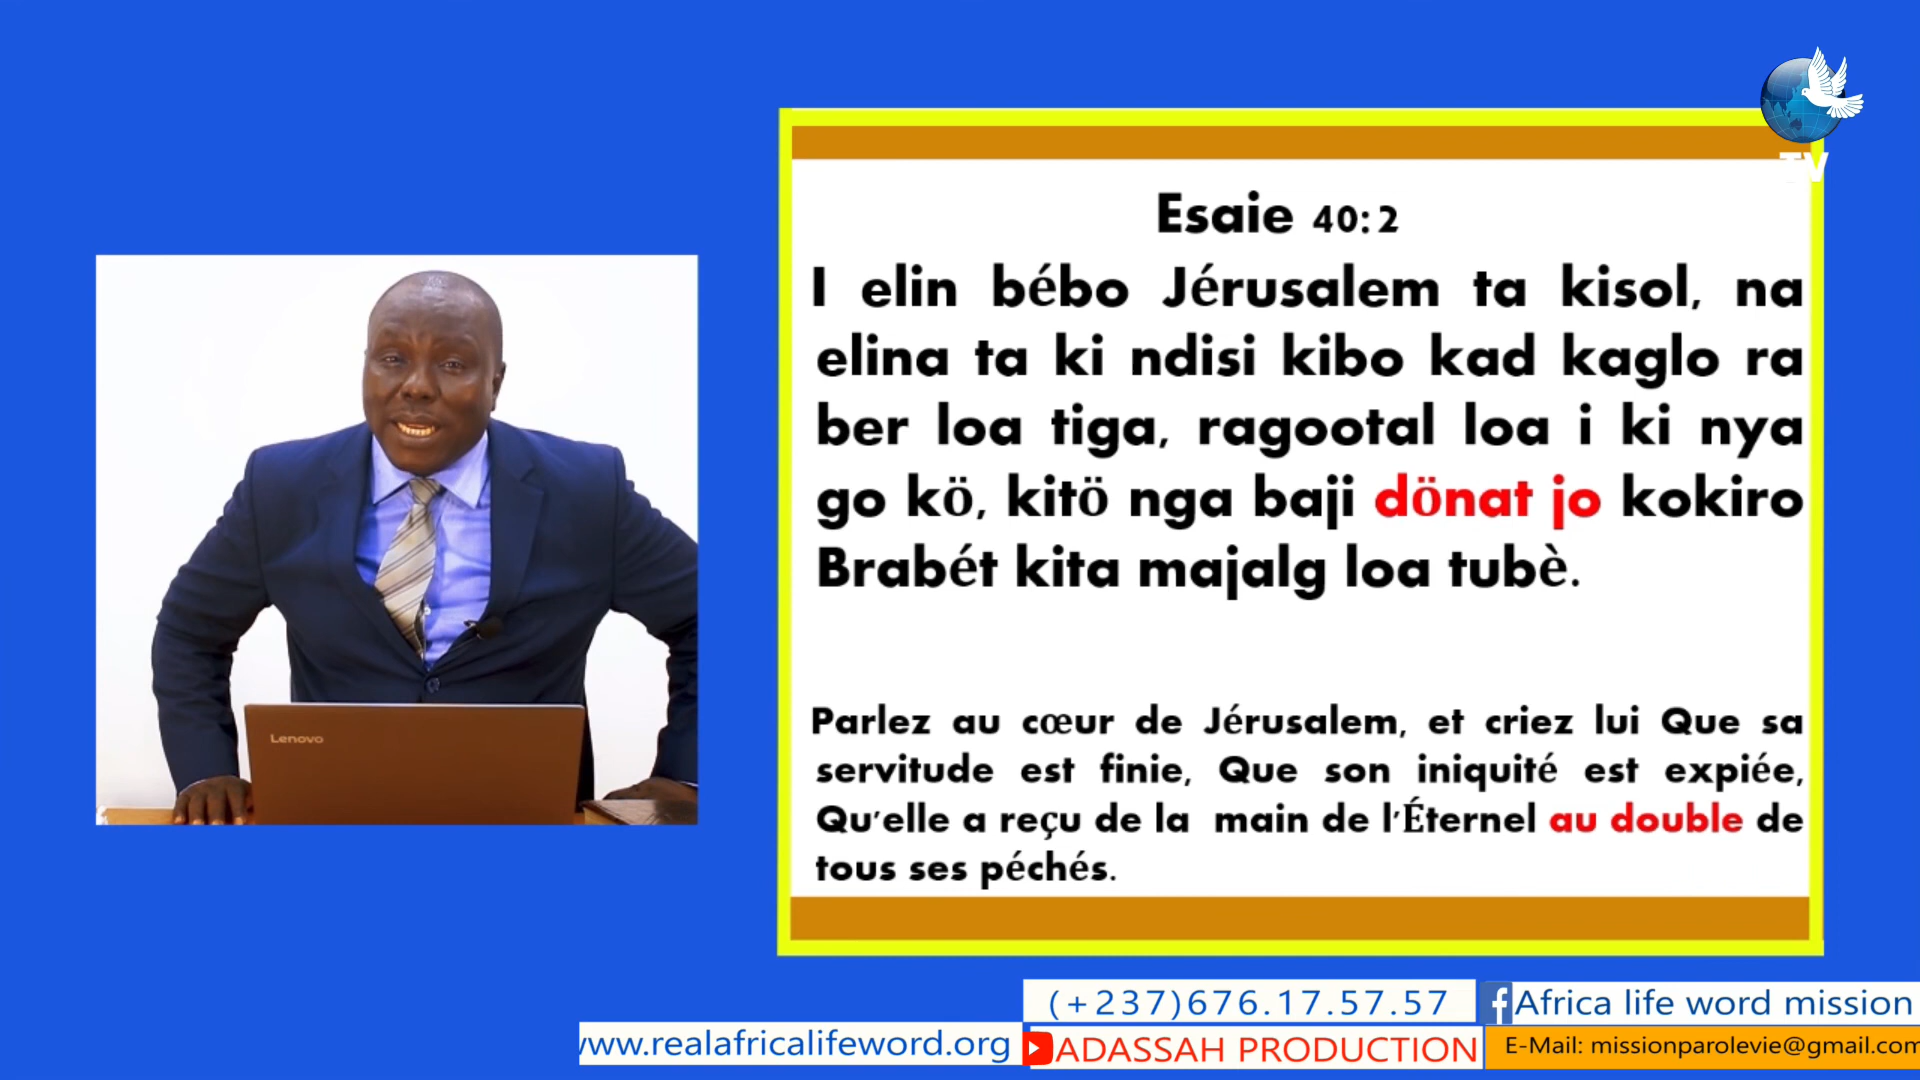 TV
Esaie 40:2
I elin bébo Jérusalem ta kisol, na
elina ta ki ndisi kibo kad kaglo ra
ber loa tiga, ragootal loa i ki nya
go kö, kitö nga baji dönat jo kokiro
Brabét kita majalg loa tubè.
Parlez au cœur de Jérusalem, et criez lui Que sa
servitude est finie, Que son iniquité est expiée,
Qu'elle a reçu de la main de l'Éternel au double de
tous ses péchés.
Lenovo
(+237)676.17.57.57
Africa life word mission
www.realafricalifeword.org
ADASSAH PRODUCTION
E-Mail: missionparolevie@gmail.com